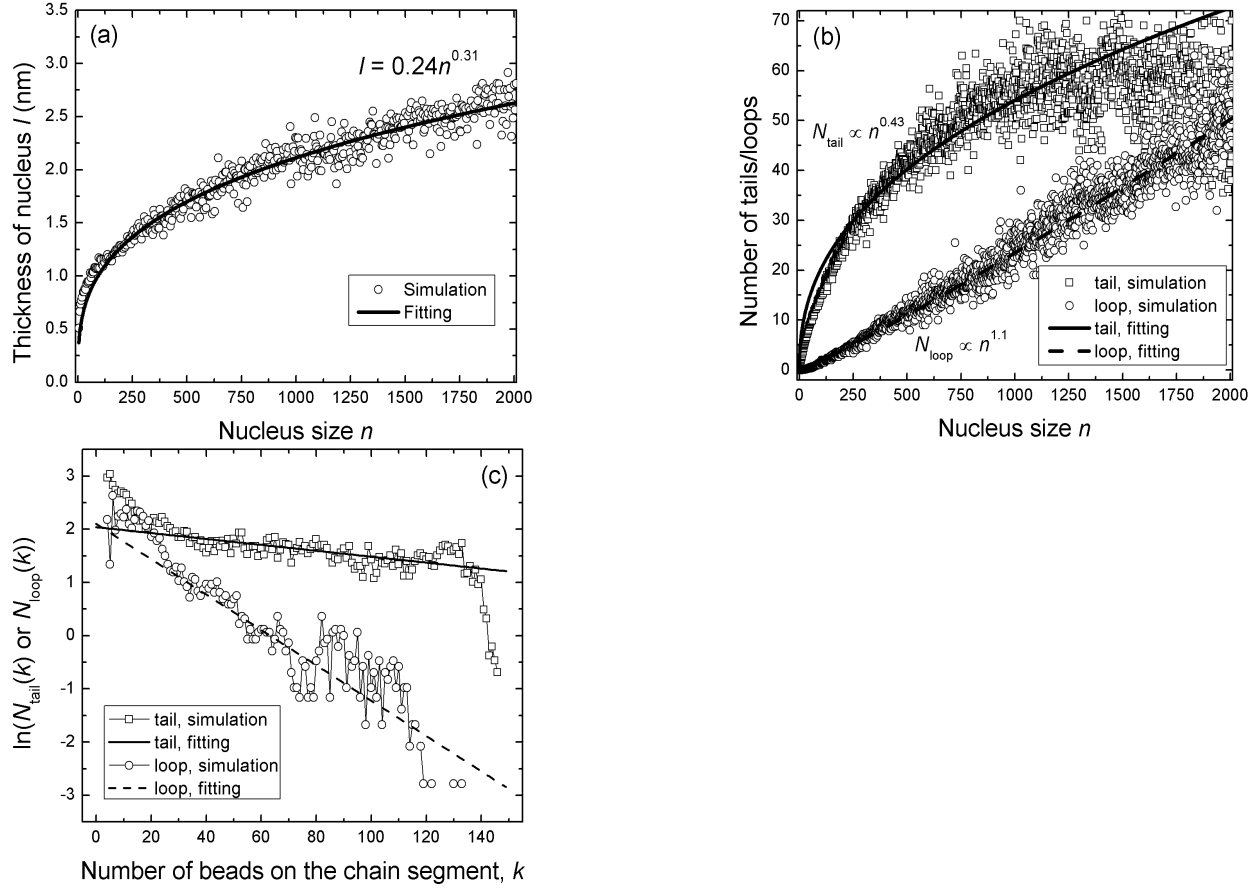 (a)
l = 0.24n^0.31
Thickness of nucleus l (nm)
3.5
3.0
2.5
2.0
1.5
1.0
0.5
0.0
Simulation
Fitting
0 250 500 750 1000 1250 1500 1750 2000
Nucleus size n
(b)
N_tail ∝ n^0.43
N_loop ∝ n^1.1
Number of tails/loops
70
60
50
40
30
20
10
0
tail, simulation
loop, simulation
tail, fitting
loop, fitting
0 250 500 750 1000 1250 1500 1750 2000
Nucleus size n
(c)
ln(N_tail(k) or N_loop(k))
3
2
1
0
-1
-2
-3
tail, simulation
tail, fitting
loop, simulation
loop, fitting
0 20 40 60 80 100 120 140
Number of beads on the chain segment, k